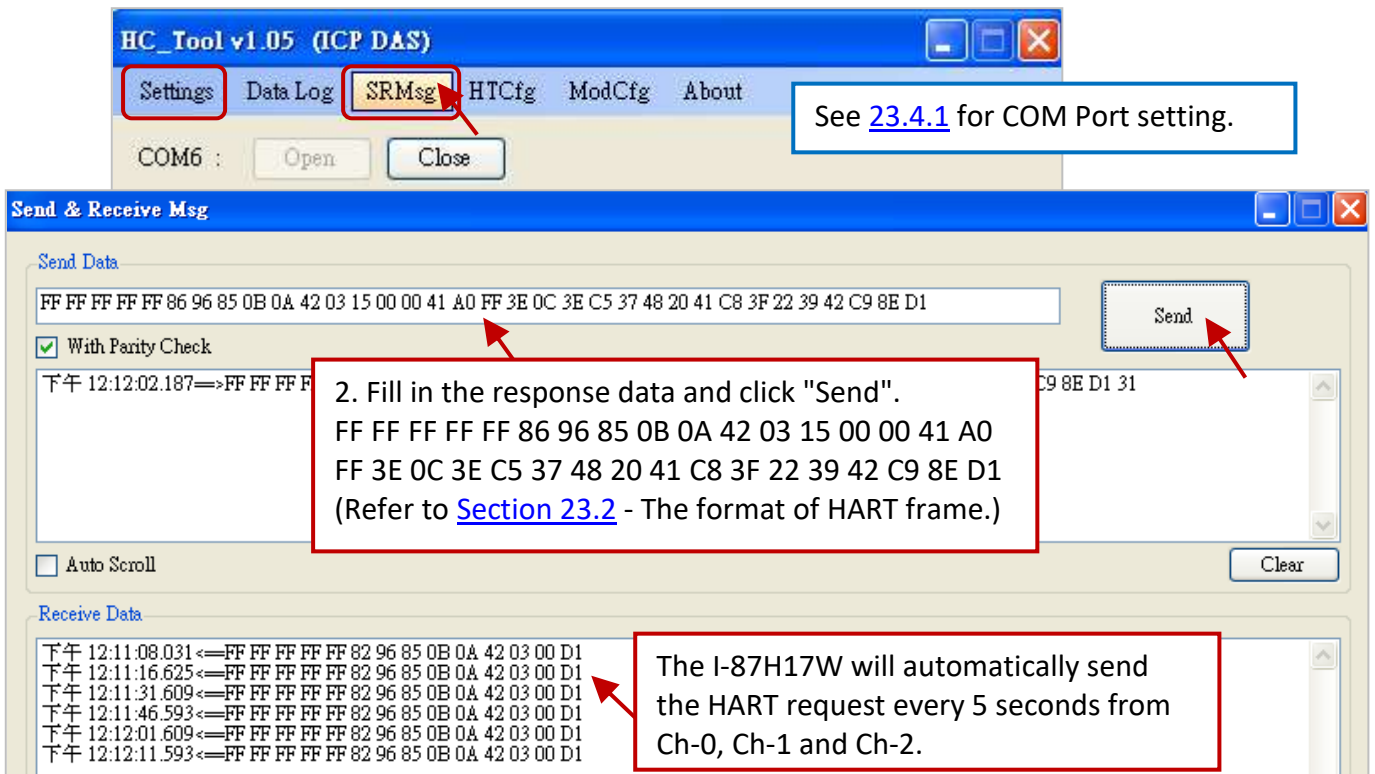 HC_Tool v1.05 (ICP DAS)
Settings Data Log SRMsg HTCfg ModCfg About
See 23.4.1 for COM Port setting.
COM6 : Open Close
Send & Receive Msg
Send Data
FF FF FF FF FF 86 96 85 0B 0A 42 03 15 00 00 41 A0 FF 3E 0C 3E C5 37 48 20 41 C8 3F 22 39 42 C9 8E D1
Send
With Parity Check
下午 12:12:02.187==>FF FF FF F
C9 8E D1 31
2. Fill in the response data and click "Send".
FF FF FF FF FF 86 96 85 0B 0A 42 03 15 00 00 41 A0
FF 3E 0C 3E C5 37 48 20 41 C8 3F 22 39 42 C9 8E D1
(Refer to Section 23.2 - The format of HART frame.)
Auto Scroll
Clear
Receive Data
下午 12:11:08.031<==FF FF FF FF FF 82 96 85 0B 0A 42 03 00 D1
下午 12:11:16.625<==FF FF FF FF FF 82 96 85 0B 0A 42 03 00 D1
下午 12:11:31.609<==FF FF FF FF FF 82 96 85 0B 0A 42 03 00 D1
下午 12:11:46.593<==FF FF FF FF FF 82 96 85 0B 0A 42 03 00 D1
下午 12:12:01.609<==FF FF FF FF FF 82 96 85 0B 0A 42 03 00 D1
下午 12:12:11.593<==FF FF FF FF FF 82 96 85 0B 0A 42 03 00 D1
The I-87H17W will automatically send
the HART request every 5 seconds from
Ch-0, Ch-1 and Ch-2.